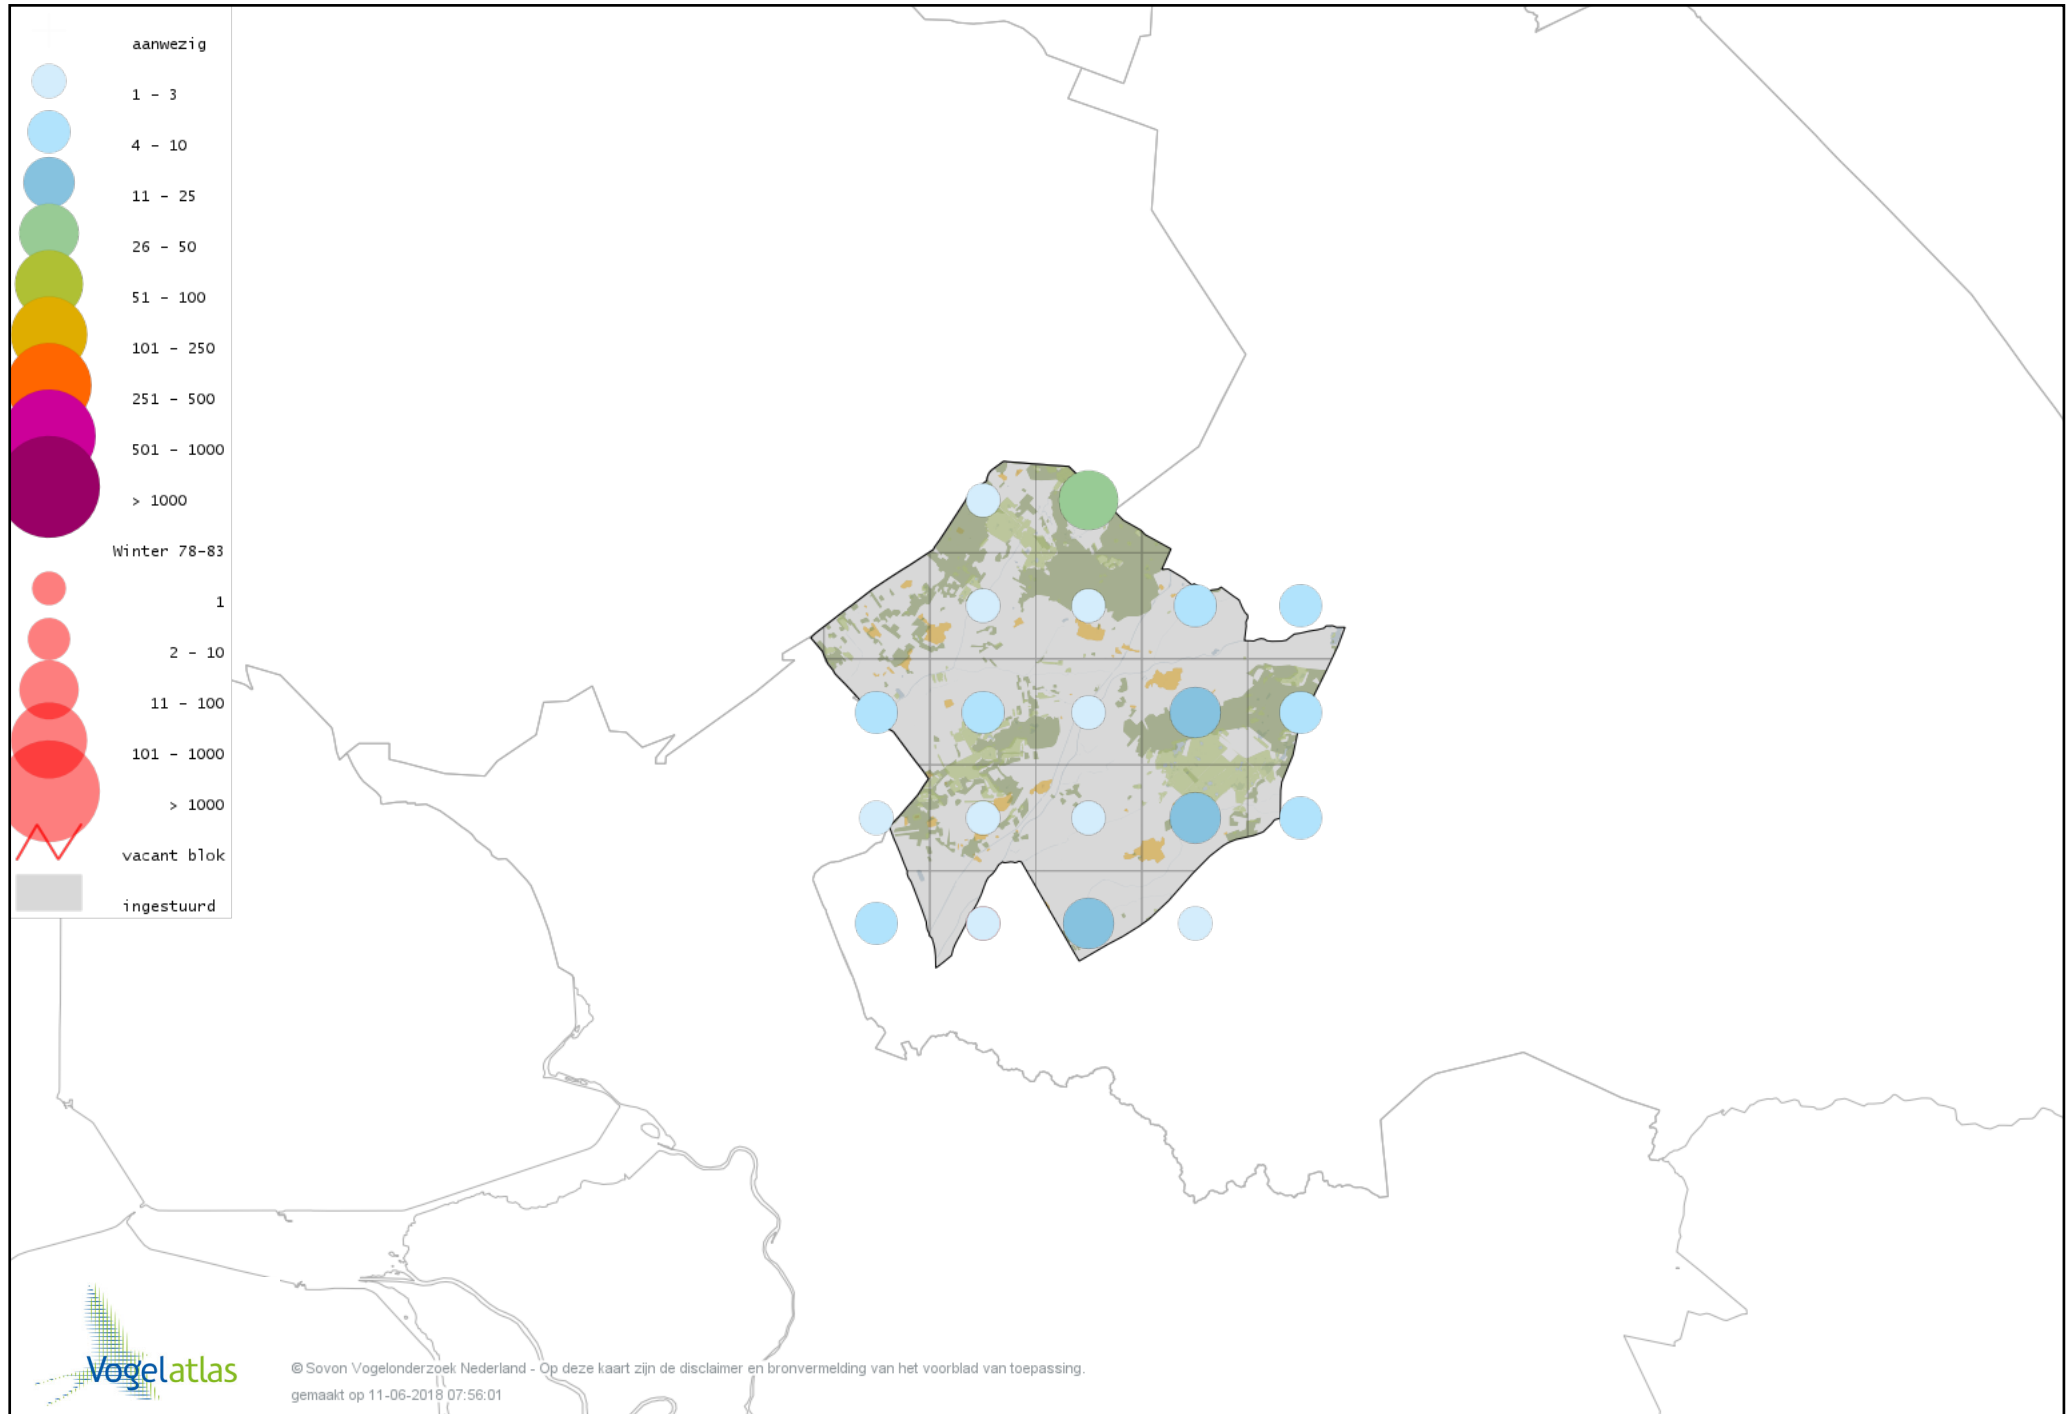 aanwezig
1 - 3
4 - 10
11 - 25
26 - 50
51 - 100
101 - 250
251 - 500
501 - 1000
> 1000
Winter 78-83
1
2 - 10
11 - 100
101 - 1000
> 1000
vacant blok
ingestuurd
Vogelatlas
© Sovon Vogelonderzoek Nederland - Op deze kaart zijn de disclaimer en bronvermelding van het voorblad van toepassing.
gemaakt op 11-06-2018 07:56:01